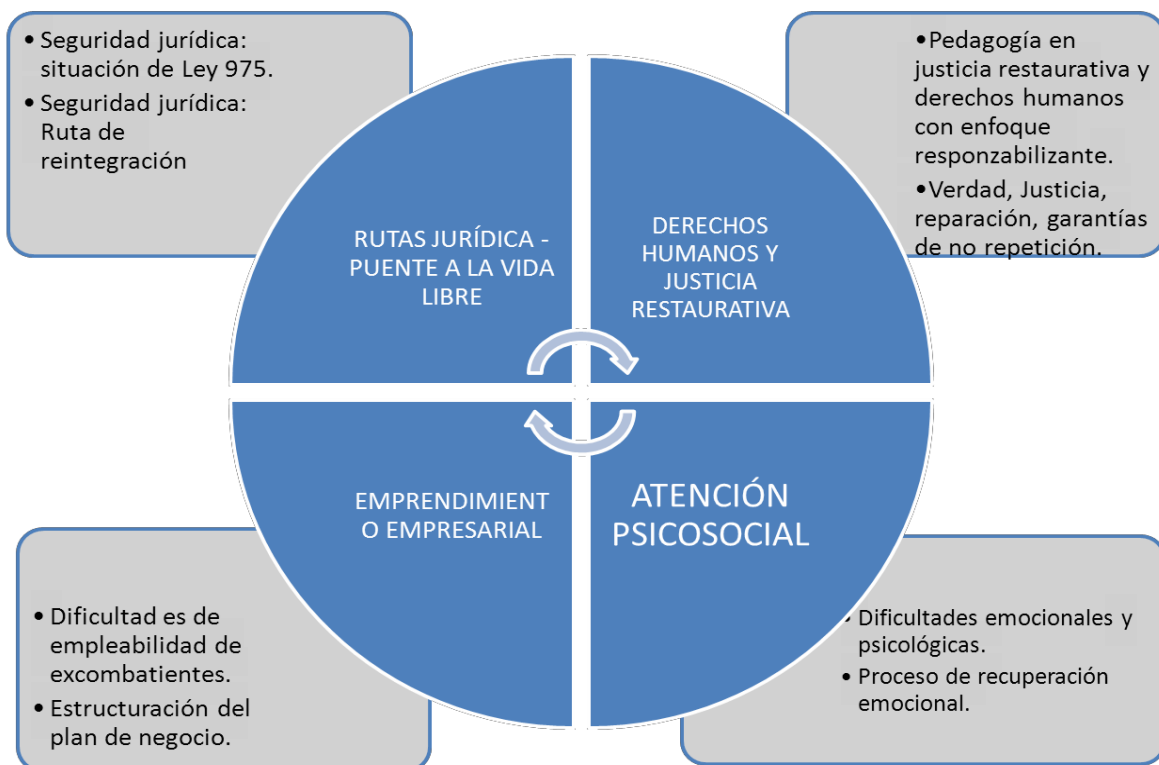 • Seguridad jurídica:
situación de Ley 975.
• Seguridad jurídica:
Ruta de
reintegración
•Pedagogía en
justicia restaurativa y
derechos humanos
con enfoque
responzabilizante.
•Verdad, Justicia,
reparación, garantías
de no repetición.
RUTAS JURÍDICA -
PUENTE A LA VIDA
LIBRE
DERECHOS
HUMANOS Y
JUSTICIA
RESTAURATIVA
EMPRENDIMIENT
O EMPRESARIAL
ATENCIÓN
PSICOSOCIAL
• Dificultad es de
empleabilidad de
excombatientes.
• Estructuración del
plan de negocio.
• Dificultades emocionales y
psicológicas.
• Proceso de recuperación
emocional.